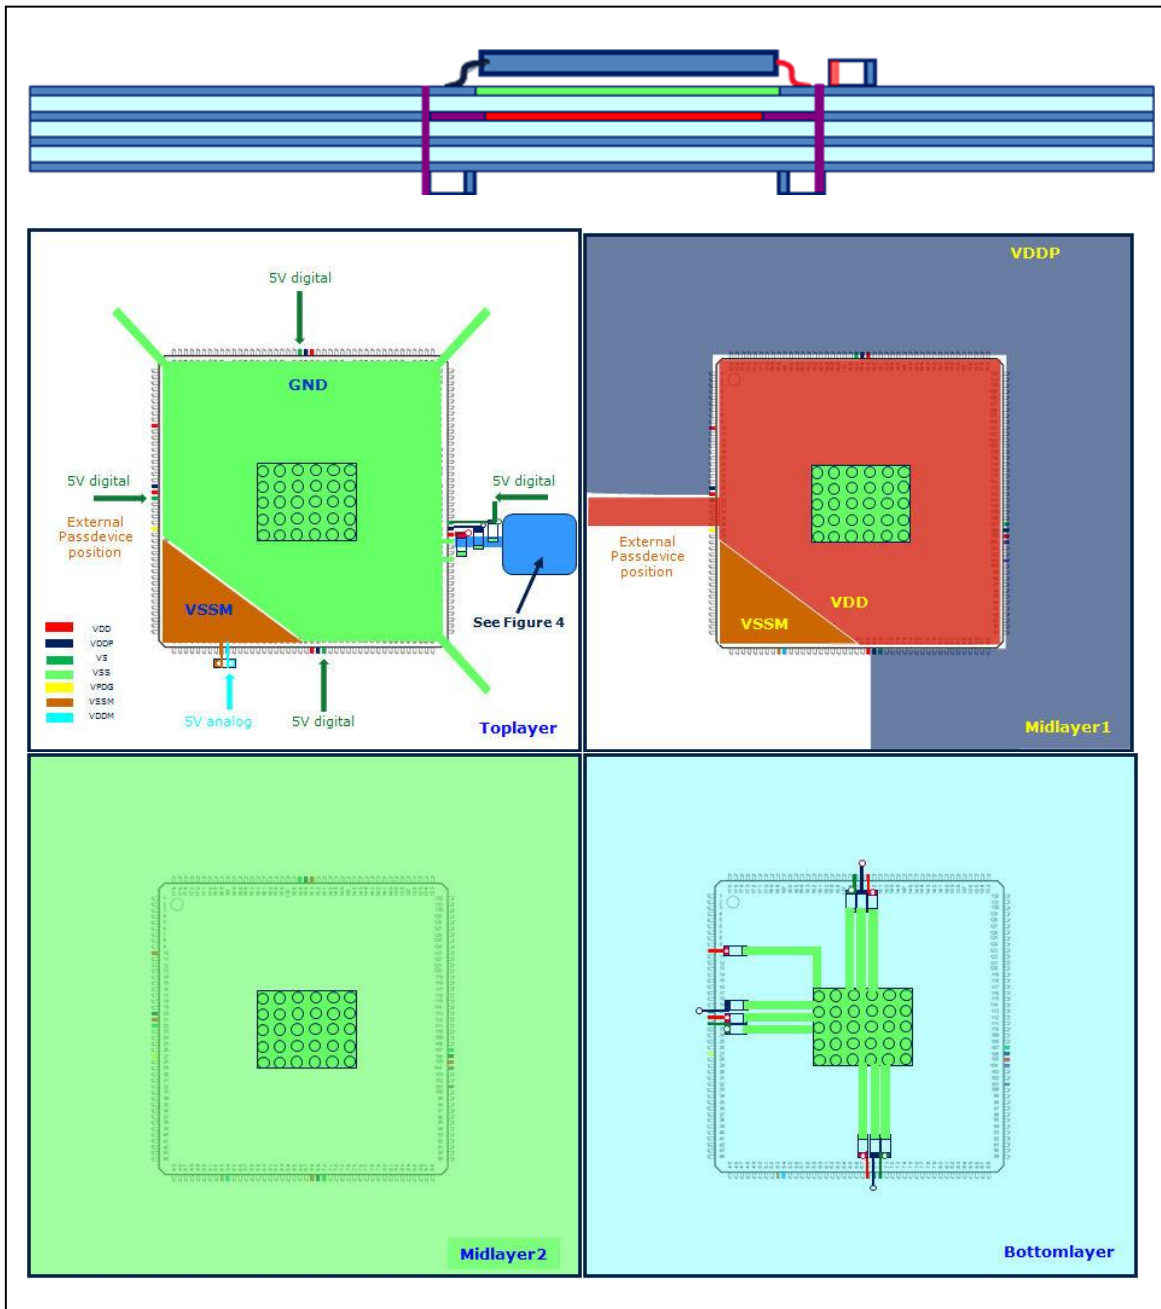 5V digital
GND
5V digital
5V digital
External
Passdevice
position
VSSM
See Figure 4
VDD
VDDP
V5
VSS
VPDG
VSSM
VDDM
5V analog
5V digital
Toplayer
VDDP
External
Passdevice
position
VDD
VSSM
Midlayer1
Midlayer2
Bottomlayer